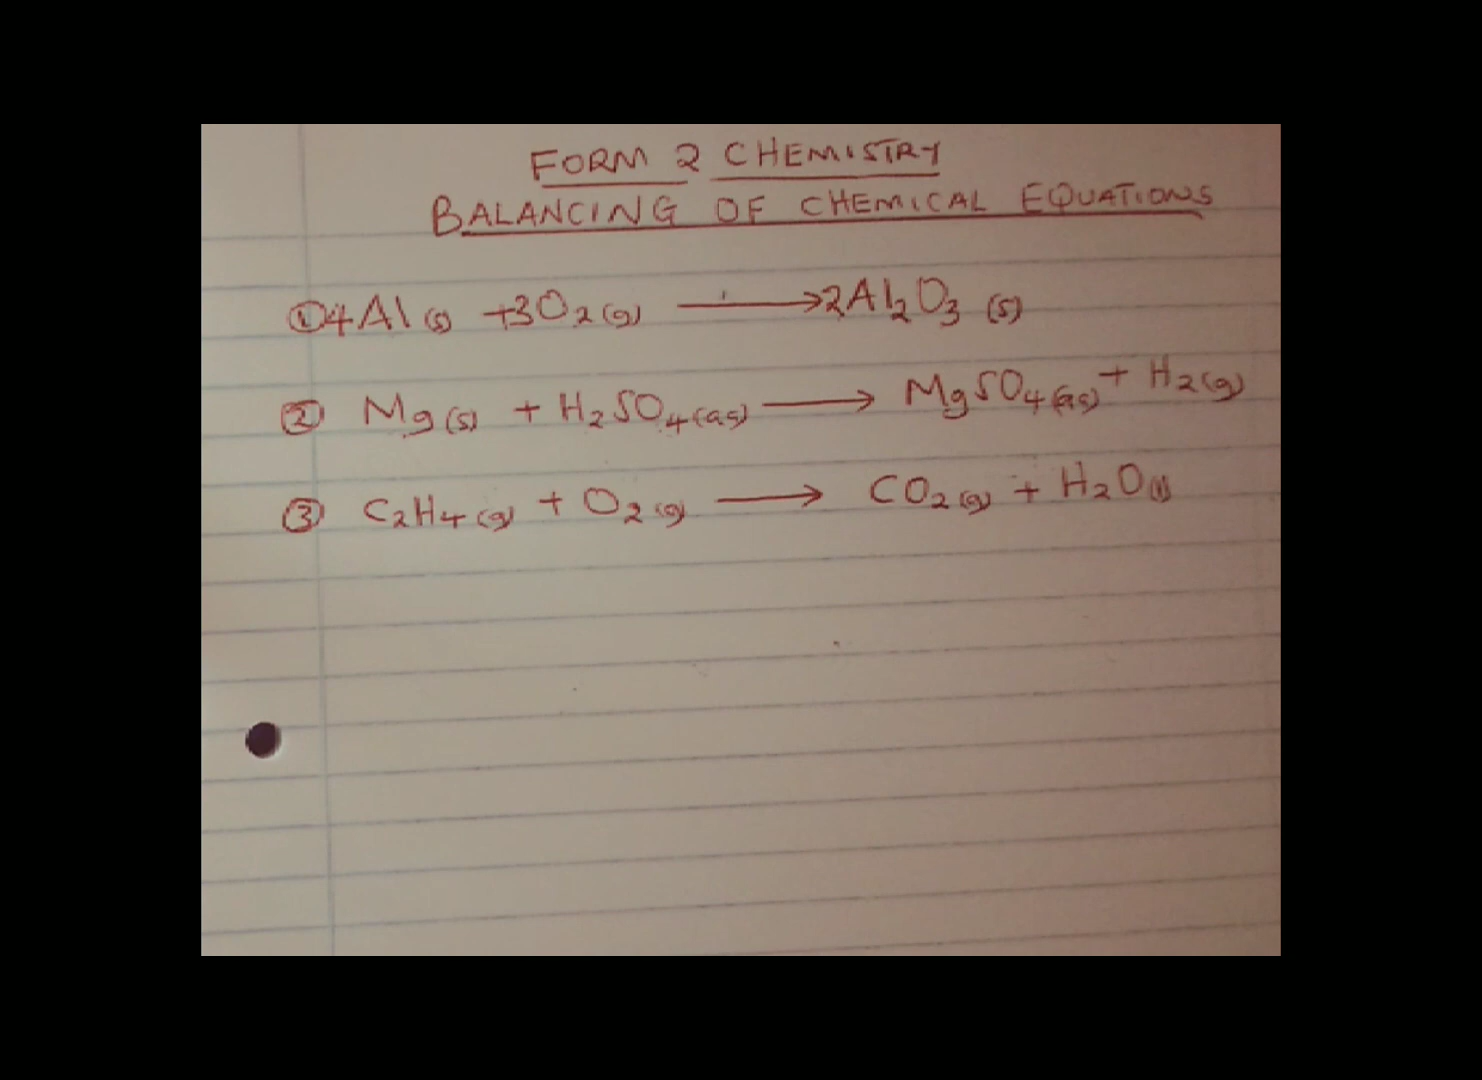 FORM 2 CHEMISTRY
BALANCING OF CHEMICAL EQUATIONS
① 4Al(s) + 3O₂(g) ⟶ 2Al₂O₃(s)
② Mg(s) + H₂SO₄(aq) ⟶ MgSO₄(aq) + H₂(g)
③ C₂H₄(g) + O₂(g) ⟶ CO₂(g) + H₂O(l)